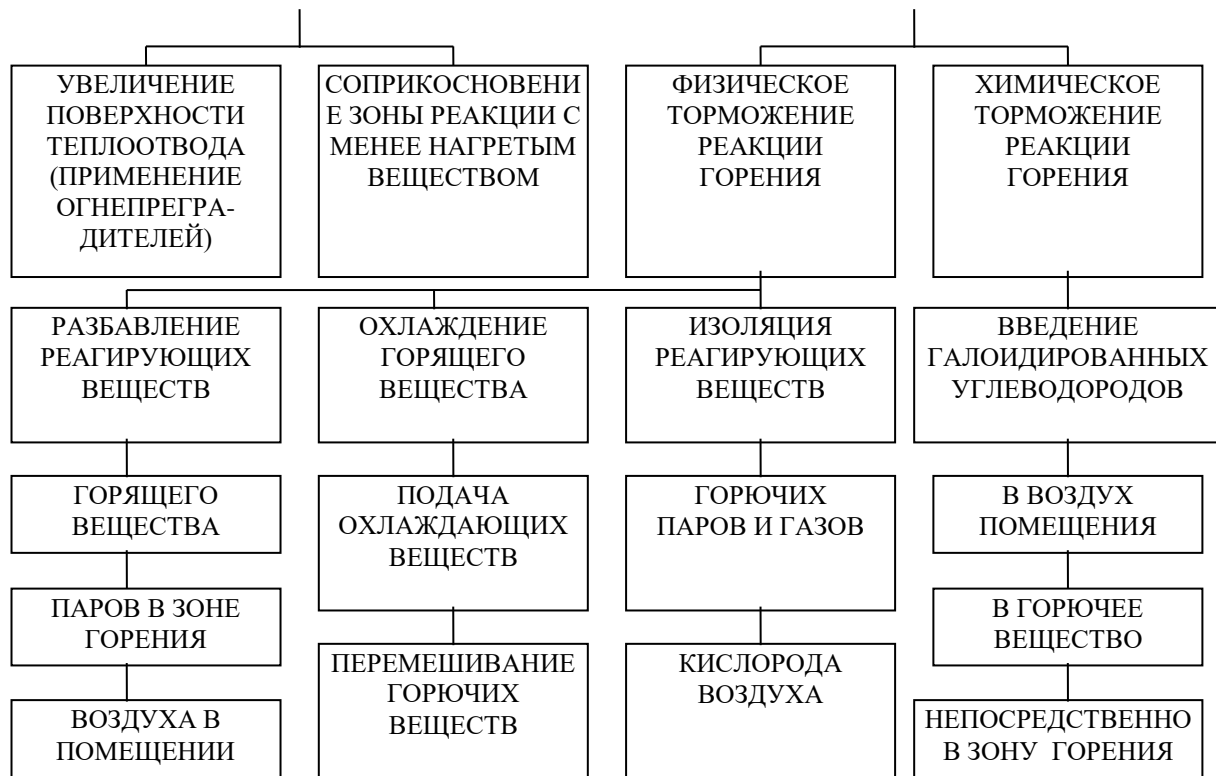 УВЕЛИЧЕНИЕ
ПОВЕРХНОСТИ
ТЕПЛООТВОДА
(ПРИМЕНЕНИЕ
ОГНЕПРЕГРА-
ДИТЕЛЕЙ)
СОПРИКОСНОВЕНИ
Е ЗОНЫ РЕАКЦИИ С
МЕНЕЕ НАГРЕТЫМ
ВЕЩЕСТВОМ
ФИЗИЧЕСКОЕ
ТОРМОЖЕНИЕ
РЕАКЦИИ
ГОРЕНИЯ
ХИМИЧЕСКОЕ
ТОРМОЖЕНИЕ
РЕАКЦИИ
ГОРЕНИЯ
РАЗБАВЛЕНИЕ
РЕАГИРУЮЩИХ
ВЕЩЕСТВ
ОХЛАЖДЕНИЕ
ГОРЯЩЕГО
ВЕЩЕСТВА
ИЗОЛЯЦИЯ
РЕАГИРУЮЩИХ
ВЕЩЕСТВ
ВВЕДЕНИЕ
ГАЛОИДИРОВАННЫХ
УГЛЕВОДОРОДОВ
ГОРЯЩЕГО
ВЕЩЕСТВА
ПОДАЧА
ОХЛАЖДАЮЩИХ
ВЕЩЕСТВ
ГОРЮЧИХ
ПАРОВ И ГАЗОВ
В ВОЗДУХ
ПОМЕЩЕНИЯ
ПАРОВ В ЗОНЕ
ГОРЕНИЯ
В ГОРЮЧЕЕ
ВЕЩЕСТВО
ПЕРЕМЕШИВАНИЕ
ГОРЮЧИХ
ВЕЩЕСТВ
КИСЛОРОДА
ВОЗДУХА
ВОЗДУХА В
ПОМЕЩЕНИИ
НЕПОСРЕДСТВЕННО
В ЗОНУ ГОРЕНИЯ